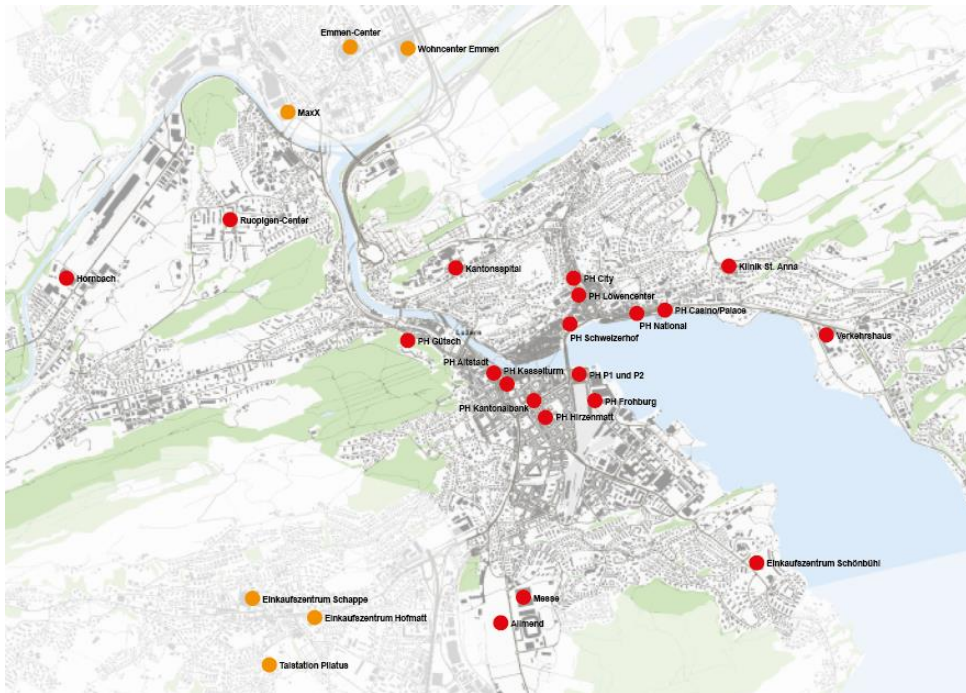 Emmen-Center
Wohncenter Emmen
MaxX
Ruopigen-Center
Hornbach
Kantonsspital
Klinik St. Anna
PH City
PH Löwencenter
PH Casino/Palace
PH National
Luzern
PH Schweizerhof
Verkehrshaus
PH Gütsch
PH Altstadt
PH Kesselturm
PH P1 und P2
PH Kantonalbank
PH Frohburg
PH Hirzenmatt
Einkaufszentrum Schönbühl
Messe
Einkaufszentrum Schappe
Einkaufszentrum Hofmatt
Allmend
Talstation Pilatus